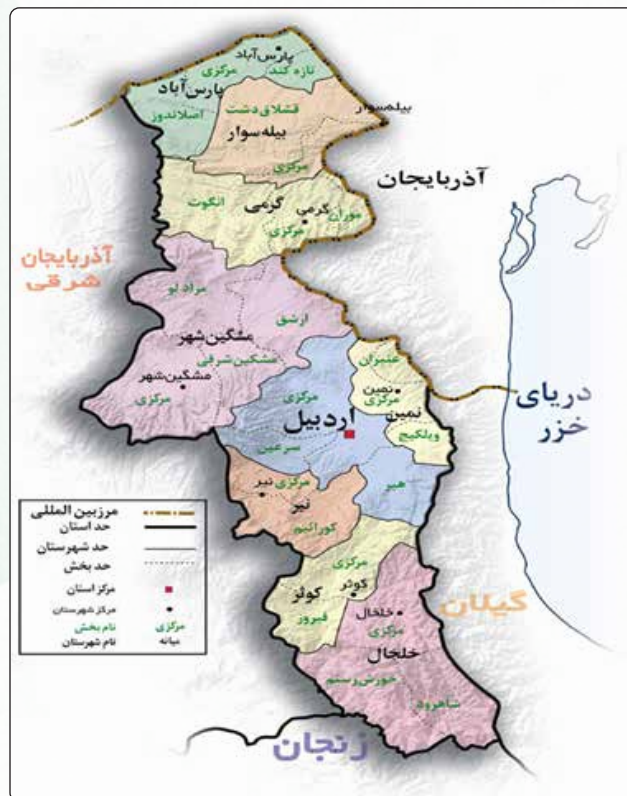 پارس‌آباد
مرکزی
تازه کند
پارس‌آباد
اصلاندوز
قشلاق دشت
بیله سوار
بیله سوار
مرکزی
آذربایجان
انگوت
گرمی
گرمی
موران
مرکزی
آذربایجان
شرقی
مرادلو
ارشق
مشگین‌شهر
مشگین‌شرقی
مشگین‌شهر
مرکزی
عنبران
نمین
مرکزی
نمین
ویلکیج
مرکزی
اردبیل
سرعین
هیر
دریای
خزر
مرکزی
نیر
نیر
کورائیم
مرکزی
کوثر
کوثر
فیروز
گیلان
خلخال
مرکزی
خلخال
خورش‌رستم
شاهرود
زنجان
مرزبین المللی
حد استان
حد شهرستان
حد بخش
مرکز استان
مرکز شهرستان
نام بخش
مرکزی
نام شهرستان
میانه